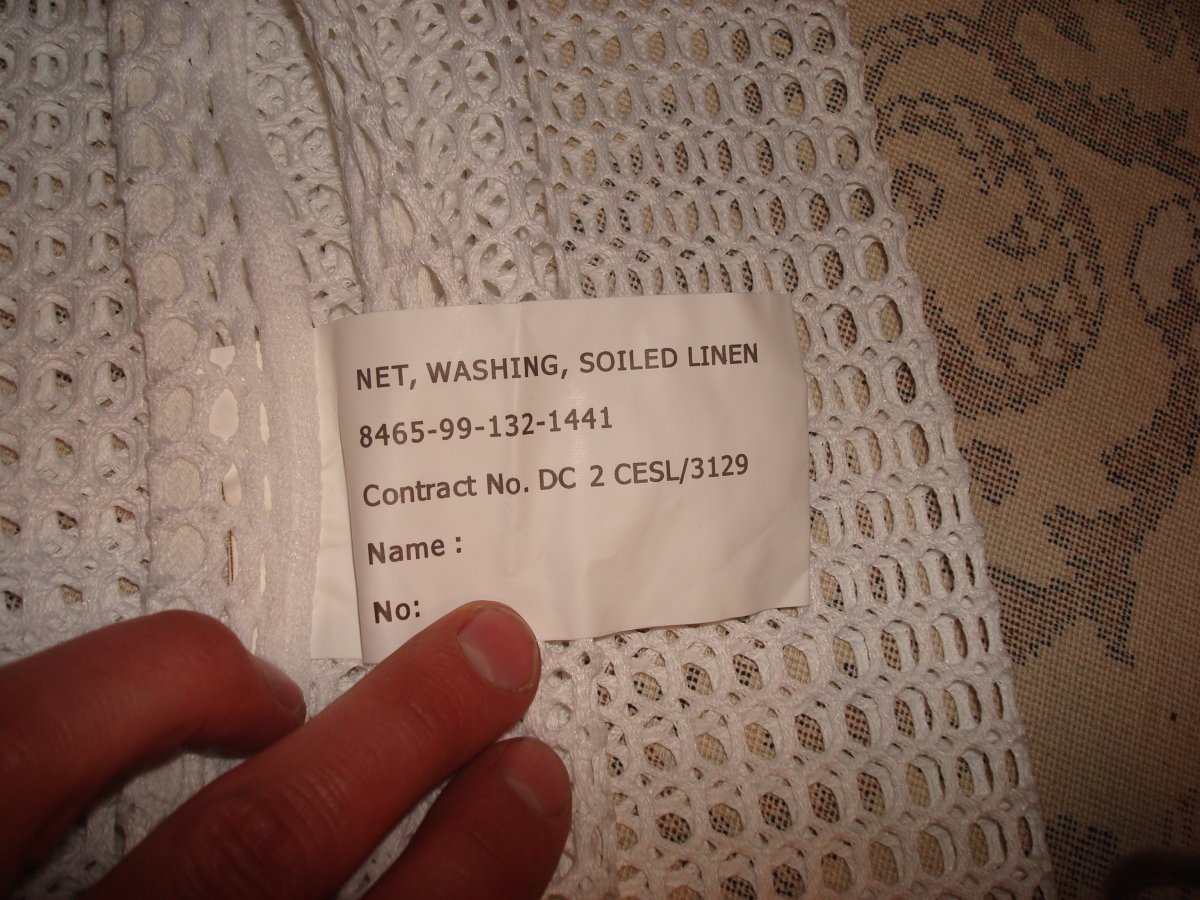 NET, WASHING, SOILED LINEN
8465-99-132-1441
Contract No. DC 2 CESL/3129
Name :
No: